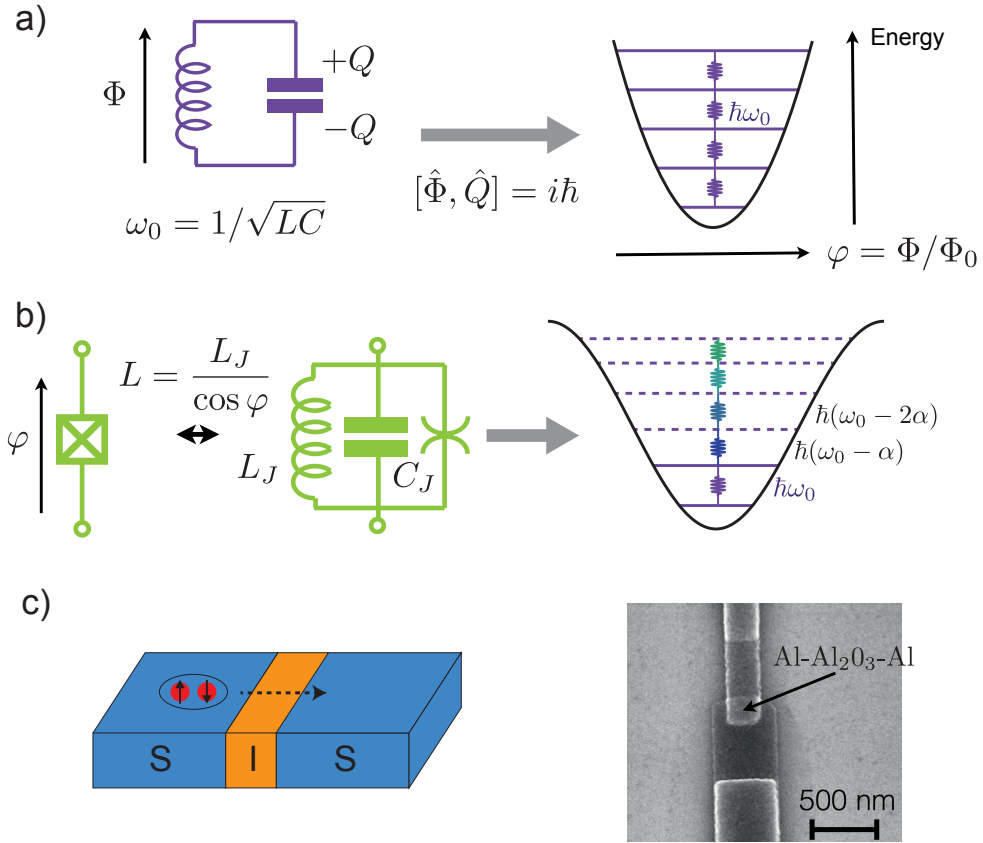 a)
Φ
+Q
−Q
ω₀ = 1/√LC
[Φ̂, Q̂] = iħ
ħω₀
Energy
φ = Φ/Φ₀
b)
φ
L = L_J / cos φ
L_J
C_J
ħ(ω₀ − 2α)
ħ(ω₀ − α)
ħω₀
c)
S
I
S
Al-Al₂0₃-Al
500 nm